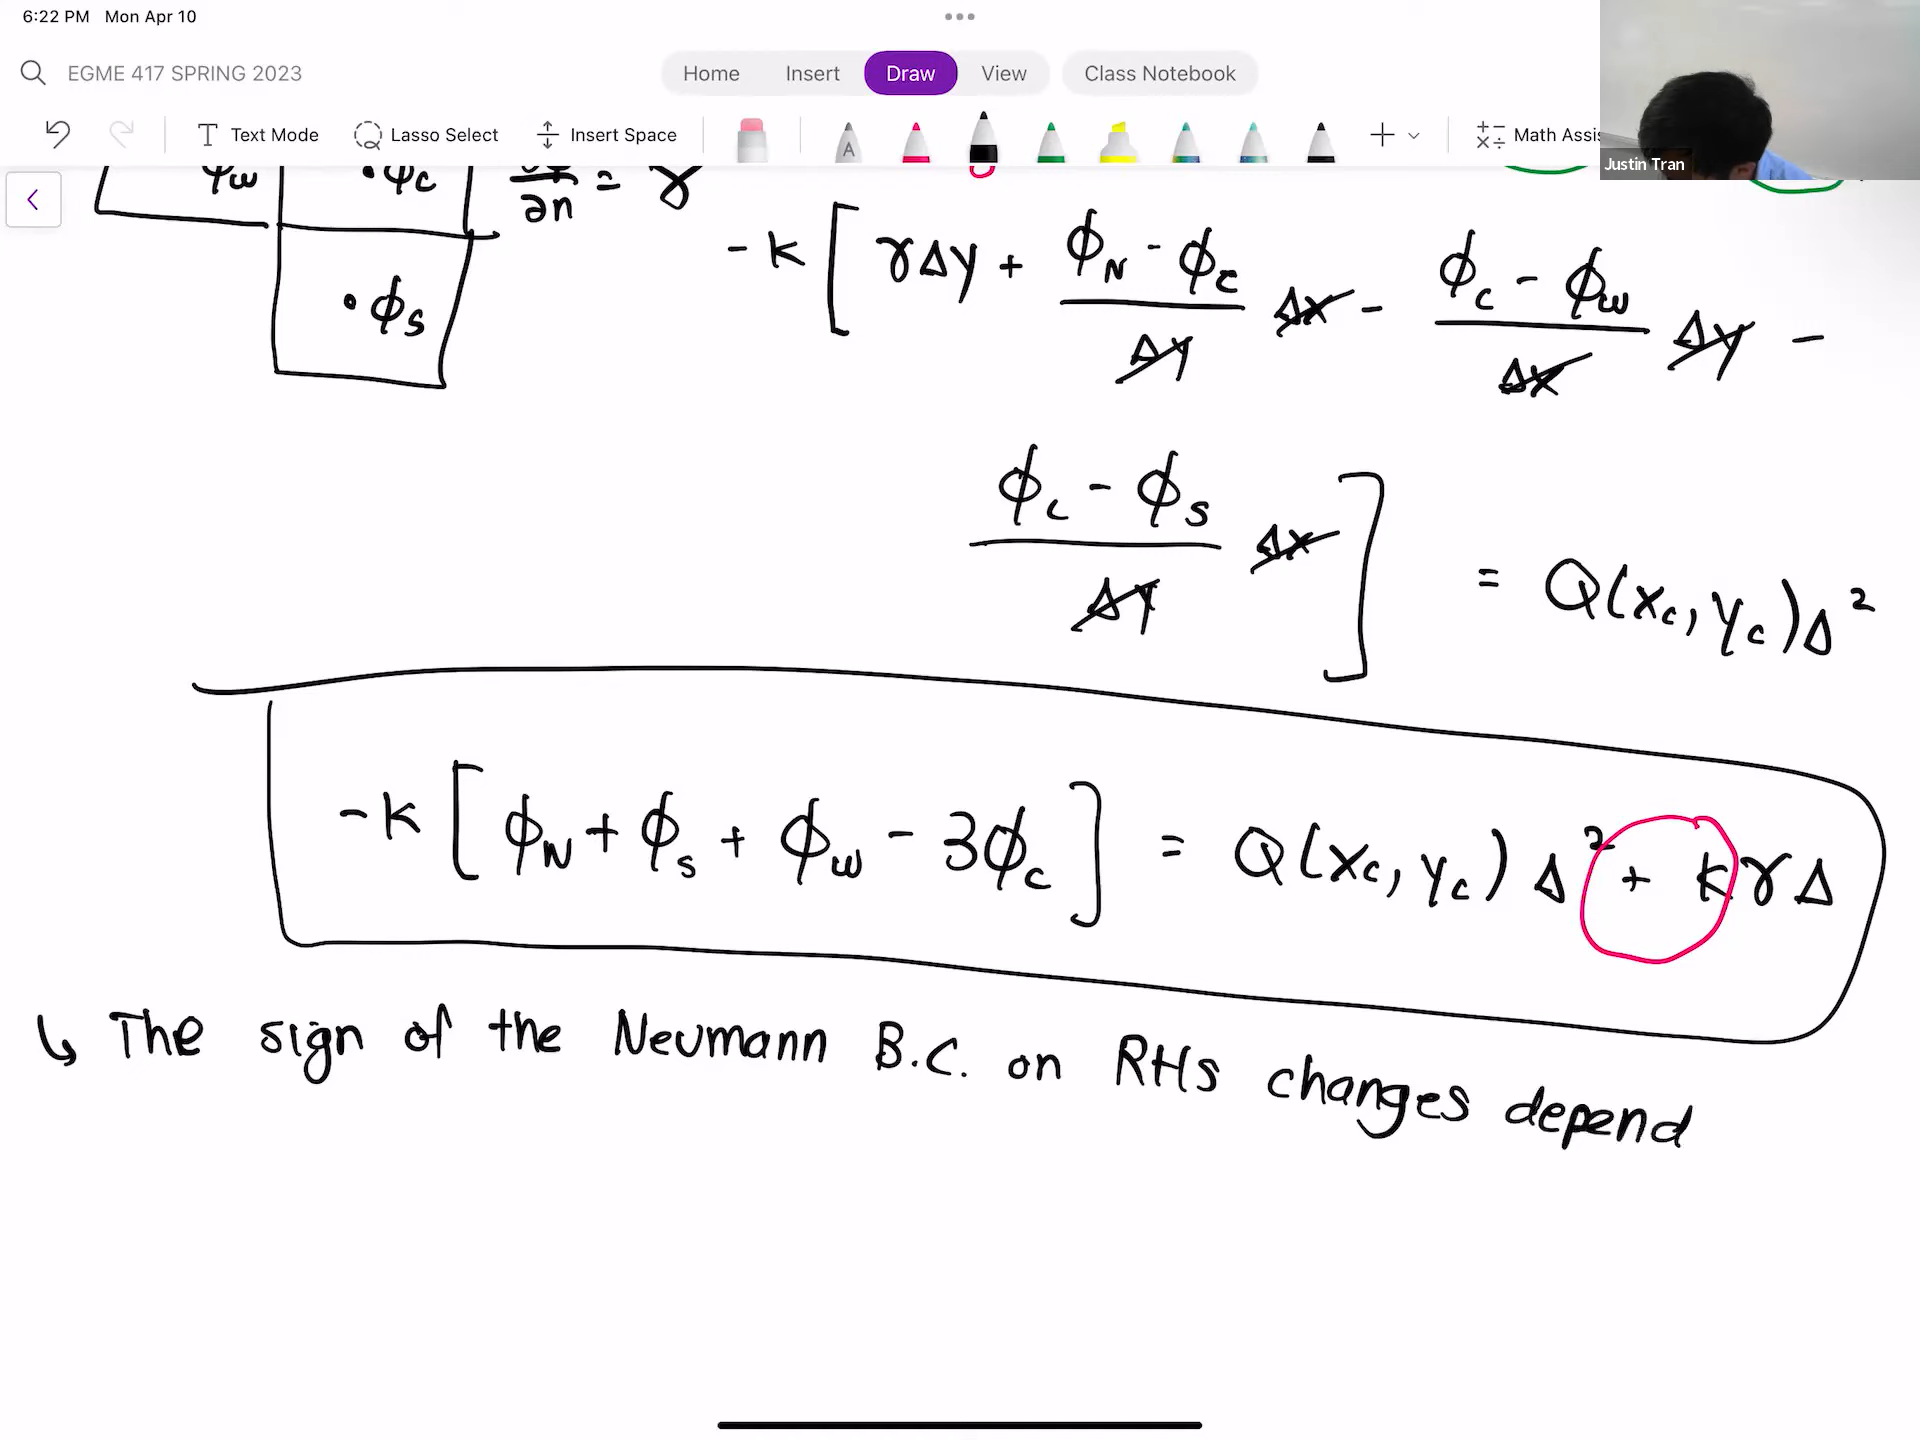 6:22 PM Mon Apr 10
EGME 417 SPRING 2023
Home Insert Draw View Class Notebook
Text Mode Lasso Select Insert Space A Math Assis
Justin Tran
ϕw ·ϕc ∂ϕ/∂n = γ
·ϕs
-k [ γΔy + (ϕN - ϕc)/Δy Δx - (ϕc - ϕw)/Δx Δy -
(ϕc - ϕs)/Δy Δx ] = Q(xc, yc)Δ²
-k [ ϕN + ϕs + ϕw - 3ϕc ] = Q(xc, yc) Δ² + kγΔ
↳ The sign of the Neumann B.C. on RHS changes depend